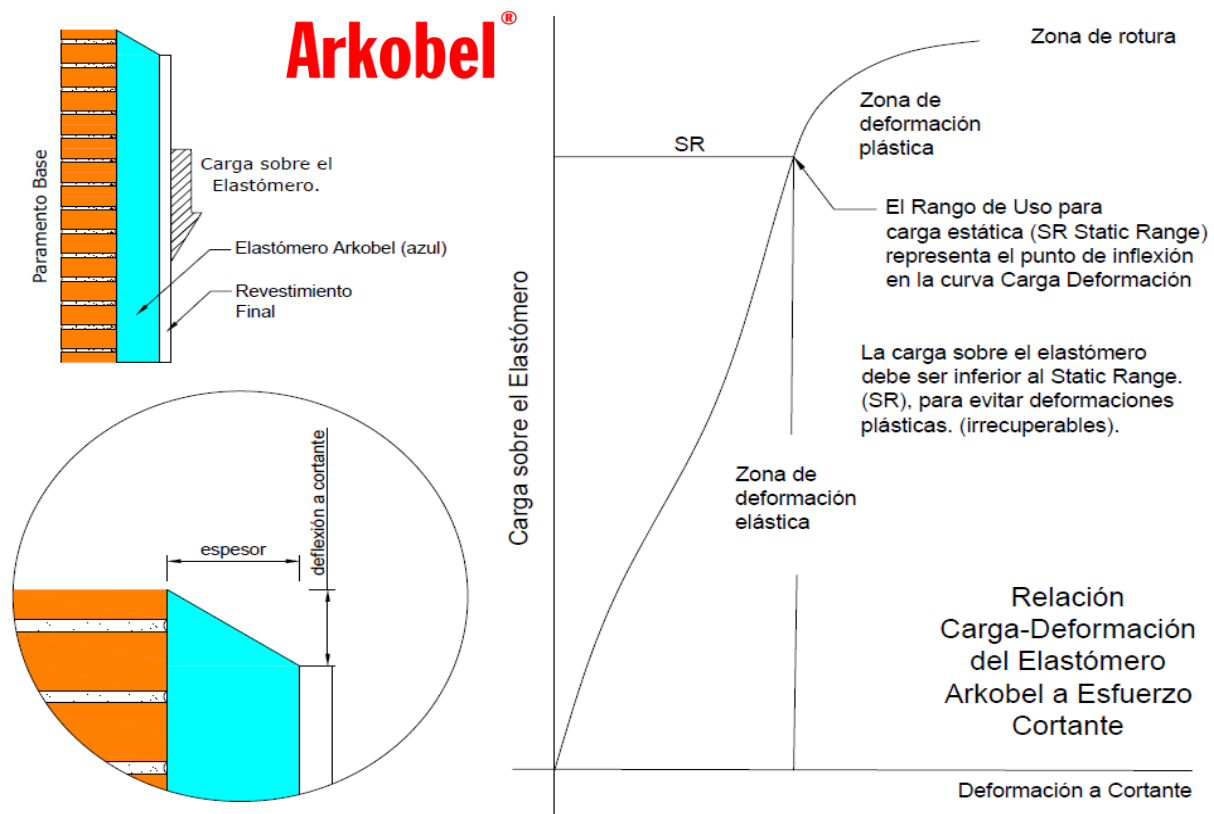 Arkobel®
Paramento Base
Carga sobre el
Elastómero.
Elastómero Arkobel (azul)
Revestimiento
Final
espesor
deflexión a cortante
Carga sobre el Elastómero
SR
Zona de rotura
Zona de
deformación
plástica
El Rango de Uso para
carga estática (SR Static Range)
representa el punto de inflexión
en la curva Carga Deformación
La carga sobre el elastómero
debe ser inferior al Static Range.
(SR), para evitar deformaciones
plásticas. (irrecuperables).
Zona de
deformación
elástica
Relación
Carga-Deformación
del Elastómero
Arkobel a Esfuerzo
Cortante
Deformación a Cortante